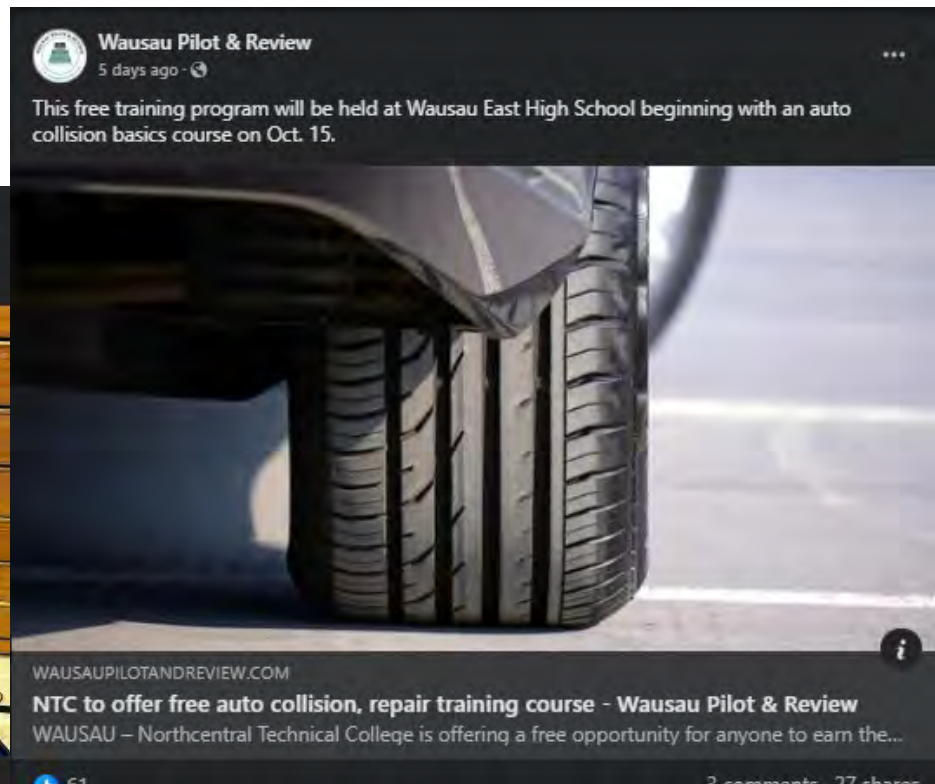 Wausau Pilot & Review
5 days ago ·
This free training program will be held at Wausau East High School beginning with an auto
collision basics course on Oct. 15.
WAUSAUPILOTANDREVIEW.COM
NTC to offer free auto collision, repair training course - Wausau Pilot & Review
WAUSAU – Northcentral Technical College is offering a free opportunity for anyone to earn the...
61
3 comments 27 shares